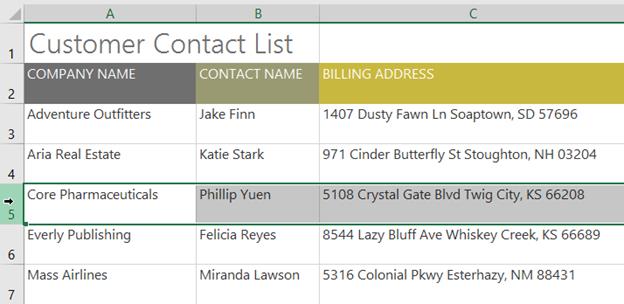 A B C
1 Customer Contact List
2 COMPANY NAME CONTACT NAME BILLING ADDRESS
3 Adventure Outfitters Jake Finn 1407 Dusty Fawn Ln Soaptown, SD 57696
4 Aria Real Estate Katie Stark 971 Cinder Butterfly St Stoughton, NH 03204
5 Core Pharmaceuticals Phillip Yuen 5108 Crystal Gate Blvd Twig City, KS 66208
6 Everly Publishing Felicia Reyes 8544 Lazy Bluff Ave Whiskey Creek, KS 66689
7 Mass Airlines Miranda Lawson 5316 Colonial Pkwy Esterhazy, NM 88431